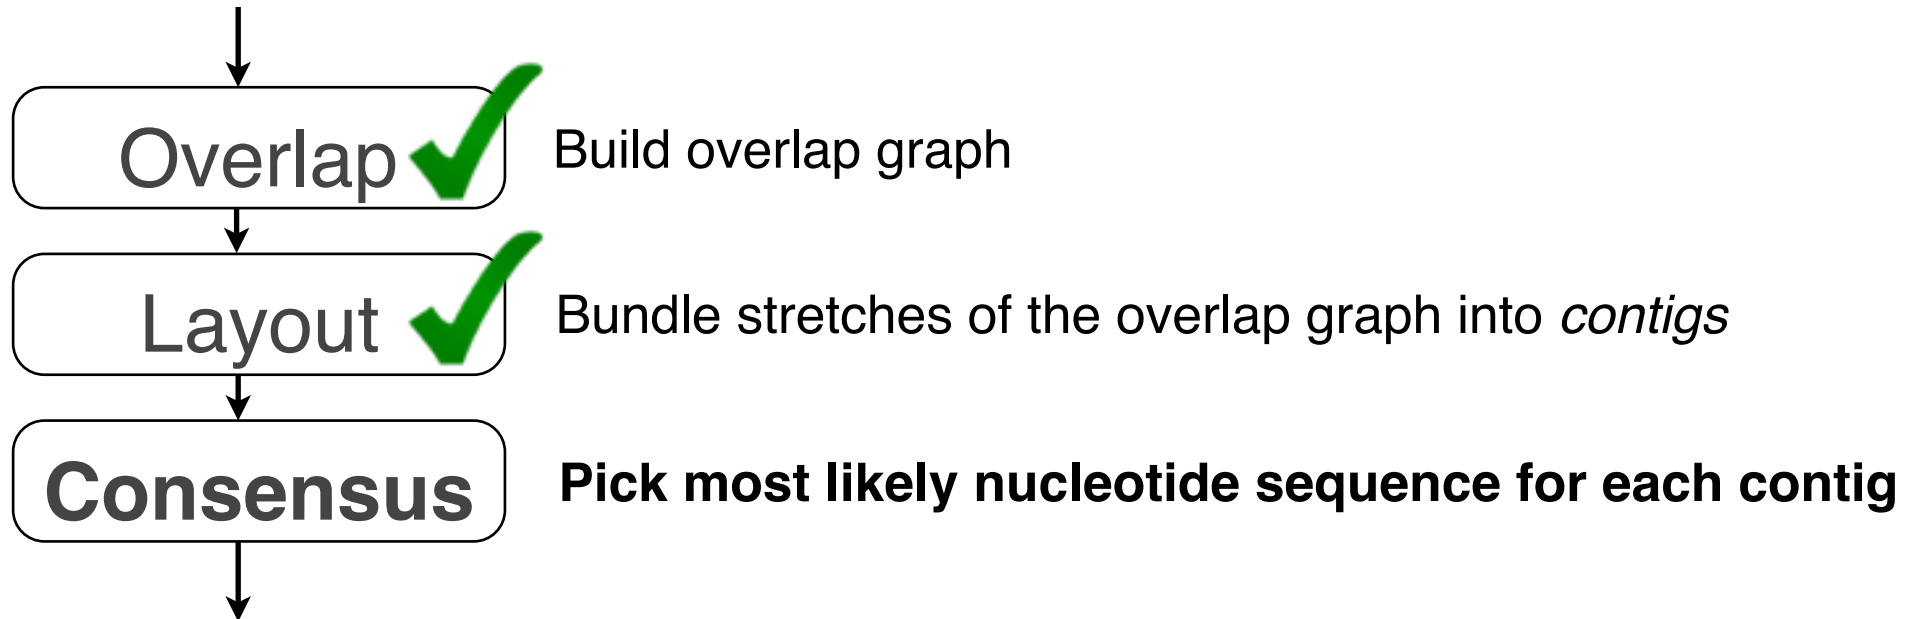 Overlap
Build overlap graph
Layout
Bundle stretches of the overlap graph into contigs
Consensus
Pick most likely nucleotide sequence for each contig